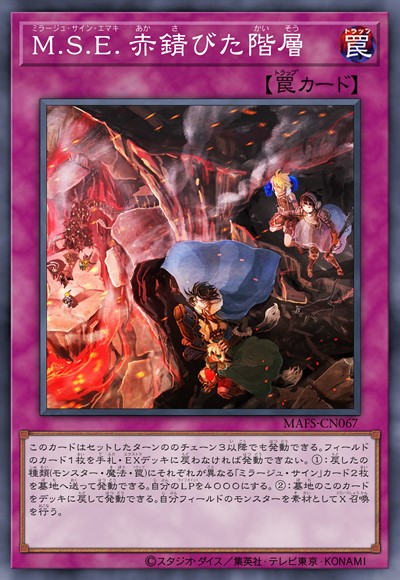 ミラージュ・サイン・エマキ あか さ かいそう
M.S.E.赤錆びた階層
トラップ
罠
トラップ
【罠カード】
MAFS-CN067
このカードはセットしたターンののチェーン3以降でも発動できる。フィールド
のカード1枚を手札・EXデッキに戻わなければ発動できない。①:戻したの
種類(モンスター・魔法・罠)にそれぞれが異なる「ミラージュ・サイン」カード2枚
を墓地へ送って発動できる。自分のLPを4000にする。②:墓地のこのカード
をデッキに戻して発動できる。自分フィールドのモンスターを素材としてX召喚
を行う。
©スタジオ・ダイス/集英社・テレビ東京・KONAMI